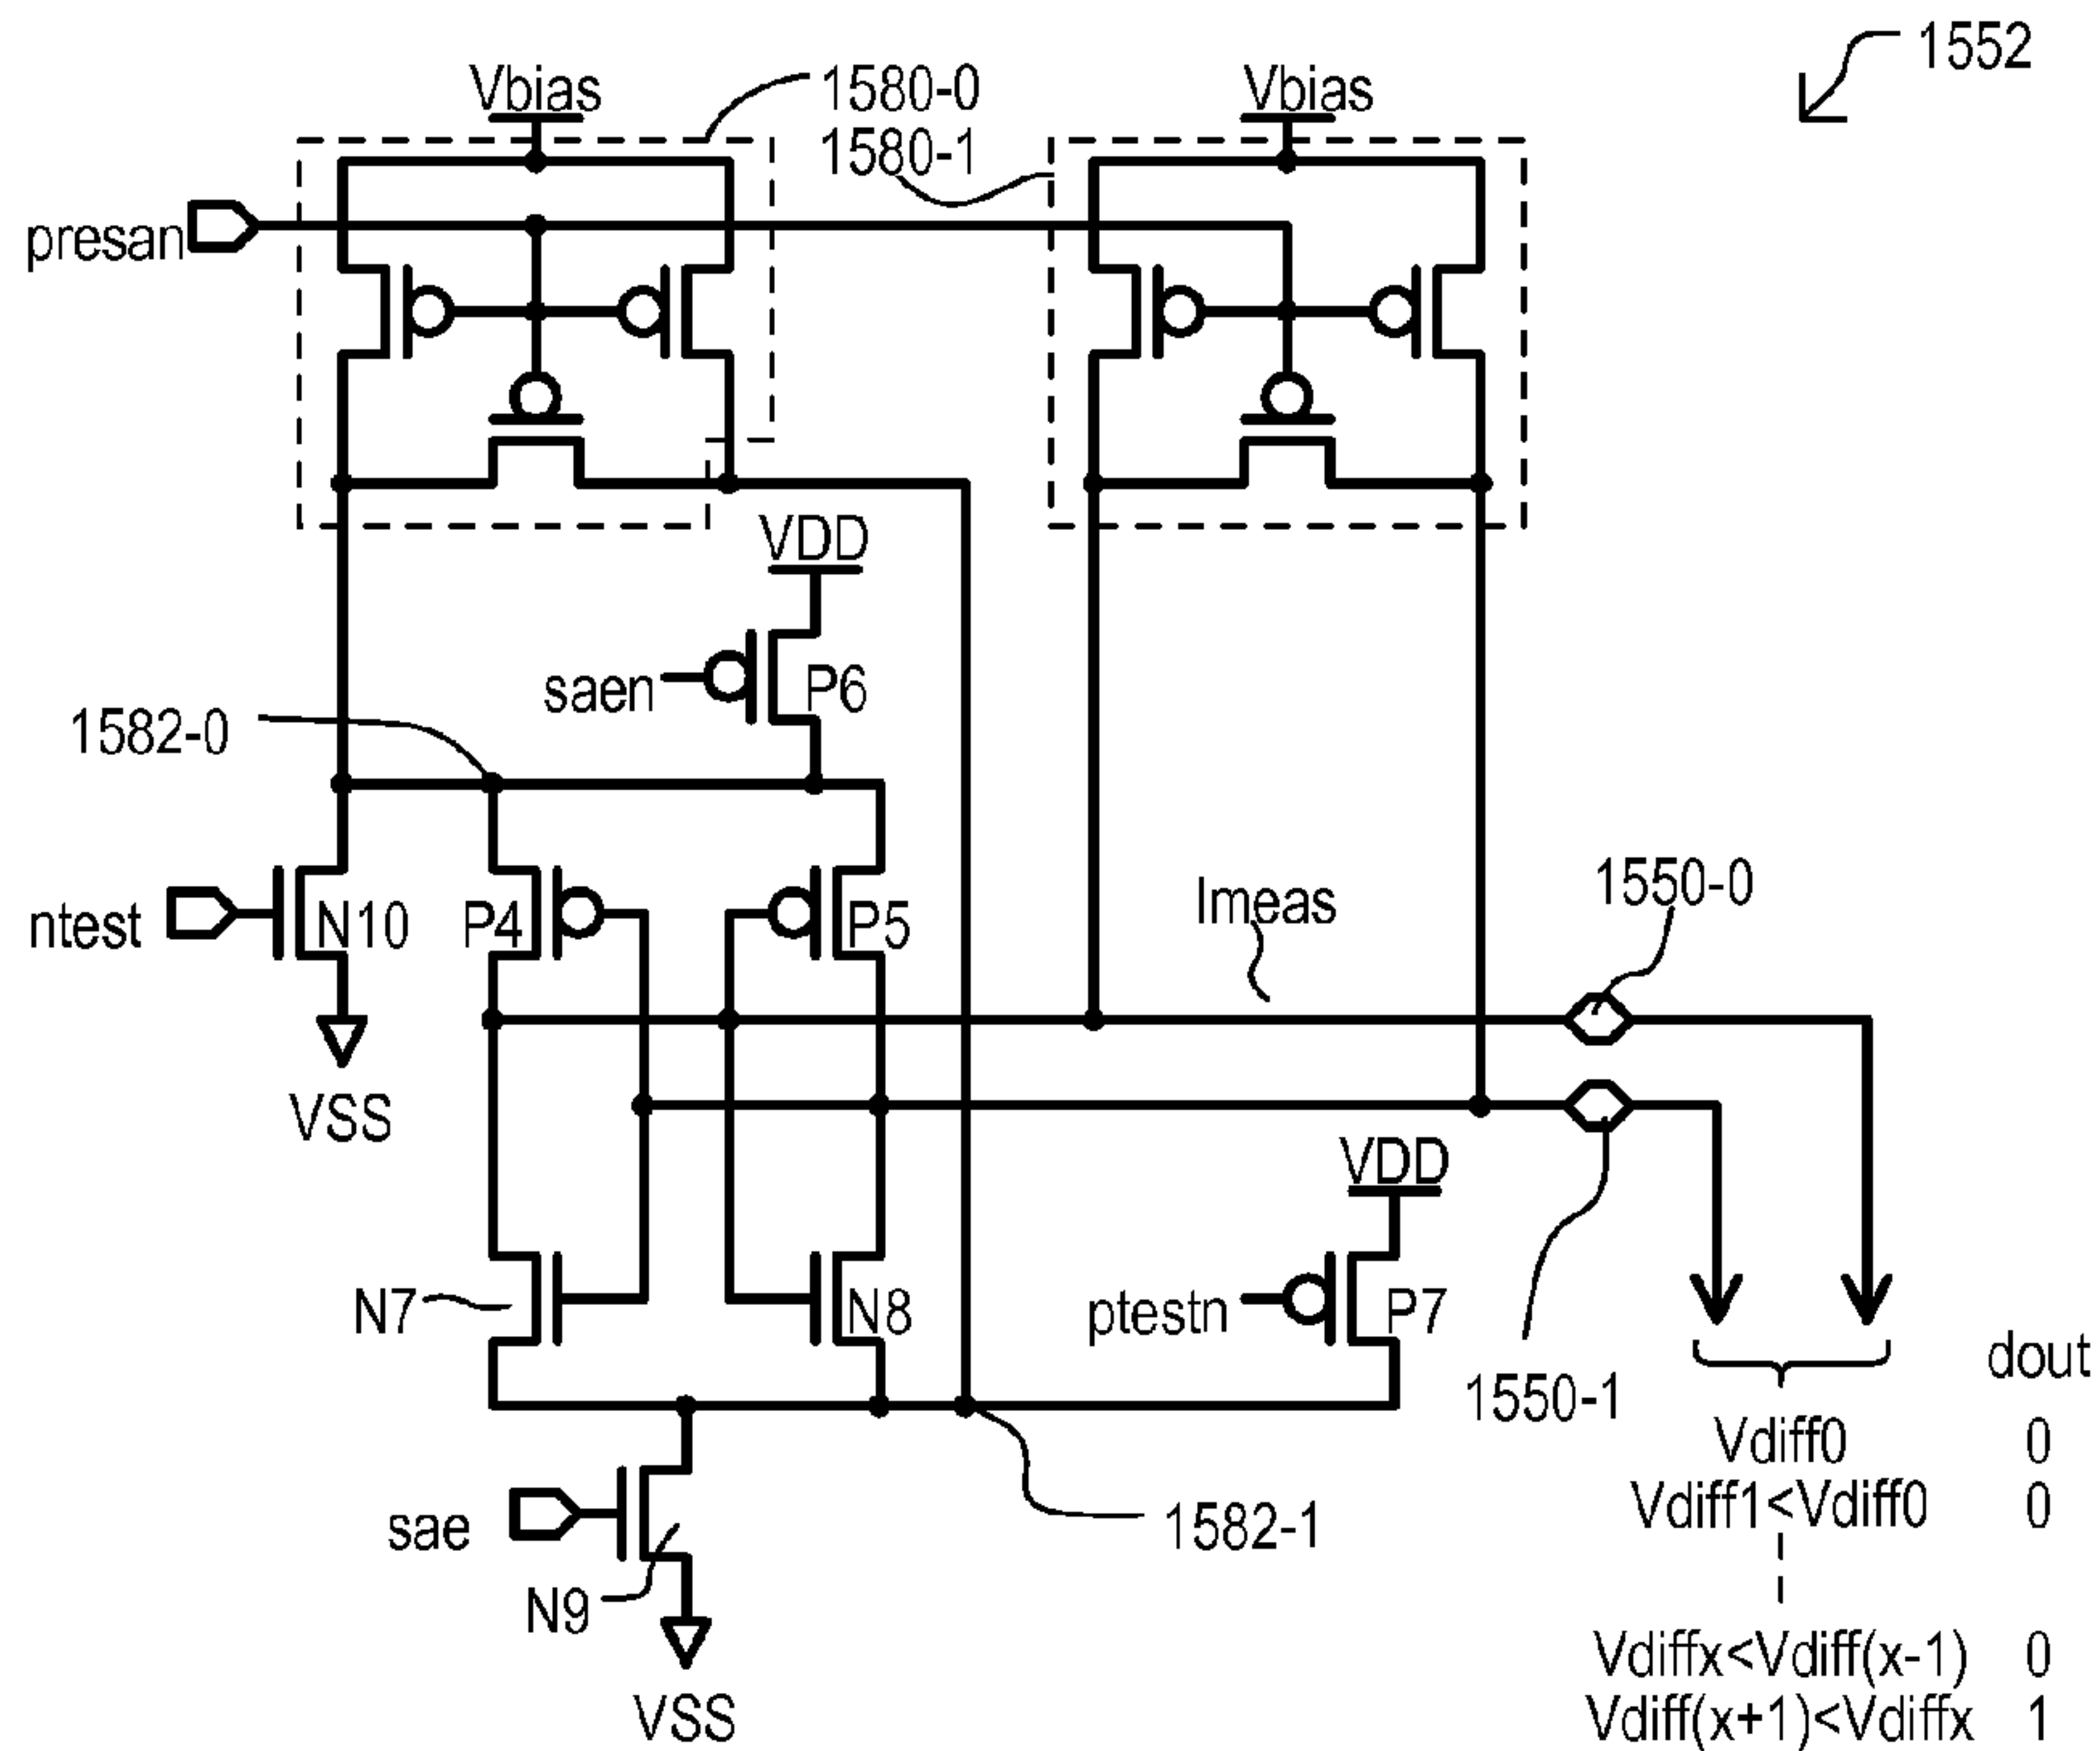 1552
Vbias
1580-0
Vbias
1580-1
presan
VDD
saen
P6
1582-0
ntest
N10
P4
P5
Imeas
1550-0
VSS
VDD
N7
N8
ptestn
P7
1550-1
dout
Vdiff0 0
Vdiff1<Vdiff0 0
sae
1582-1
N9
Vdiffx<Vdiff(x-1) 0
VSS
Vdiff(x+1)<Vdiffx 1